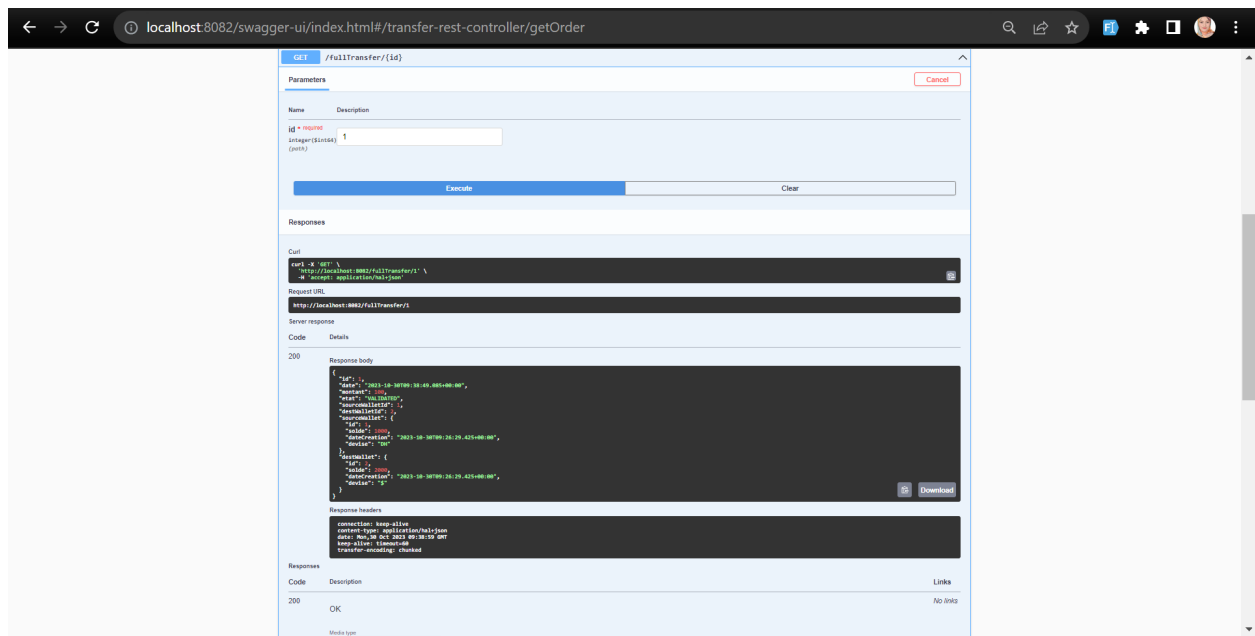 localhost:8082/swagger-ui/index.html#/transfer-rest-controller/getOrder
GET /fullTransfer/{id}
Parameters
Cancel
Name Description
id * required
integer($int64)
(path)
1
Execute Clear
Responses
Curl
curl -X 'GET' \
'http://localhost:8082/fullTransfer/1' \
-H 'accept: application/hal+json'
Request URL
http://localhost:8082/fullTransfer/1
Server response
Code Details
200
Response body
{
"id": 1,
"date": "2023-10-30T09:38:49.085+00:00",
"montant": 100,
"etat": "VALIDATED",
"sourceWalletId": 1,
"destWalletId": 2,
"sourceWallet": {
"id": 1,
"solde": 1000,
"dateCreation": "2023-10-30T09:26:29.425+00:00",
"devise": "DH"
},
"destWallet": {
"id": 2,
"solde": 2000,
"dateCreation": "2023-10-30T09:26:29.425+00:00",
"devise": "$"
}
}
Download
Response headers
connection: keep-alive
content-type: application/hal+json
date: Mon,30 Oct 2023 09:38:59 GMT
keep-alive: timeout=60
transfer-encoding: chunked
Responses
Code Description Links
200
OK
No links
Media type